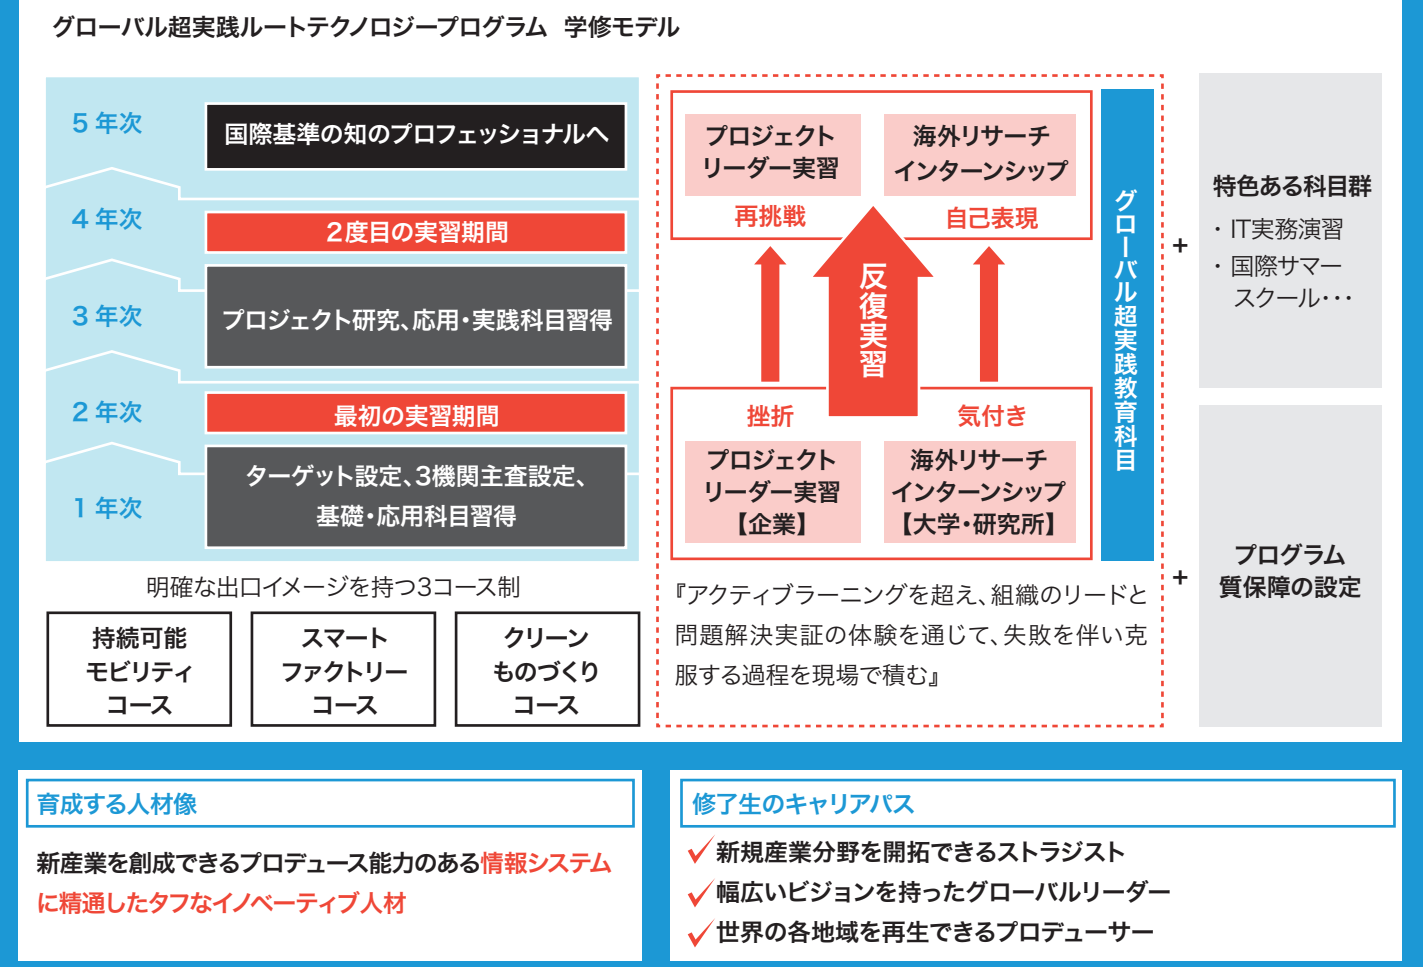 グローバル超実践ルートテクノロジープログラム 学修モデル
5 年次
国際基準の知のプロフェッショナルへ
4 年次
2度目の実習期間
3 年次
プロジェクト研究、応用・実践科目習得
2 年次
最初の実習期間
1 年次
ターゲット設定、3機関主査設定、
基礎・応用科目習得
明確な出口イメージを持つ3コース制
持続可能
モビリティ
コース
スマート
ファクトリー
コース
クリーン
ものづくり
コース
プロジェクト
リーダー実習
再挑戦
海外リサーチ
インターンシップ
自己表現
反復実習
挫折
プロジェクト
リーダー実習
【企業】
気付き
海外リサーチ
インターンシップ
【大学・研究所】
グローバル超実践教育科目
『アクティブラーニングを超え、組織のリードと
問題解決実証の体験を通じて、失敗を伴い克
服する過程を現場で積む』
+
特色ある科目群
・IT実務演習
・国際サマー
スクール・・・
+
プログラム
質保障の設定
育成する人材像
新産業を創成できるプロデュース能力のある情報システム
に精通したタフなイノベーティブ人材
修了生のキャリアパス
新規産業分野を開拓できるストラジスト
幅広いビジョンを持ったグローバルリーダー
世界の各地域を再生できるプロデューサー